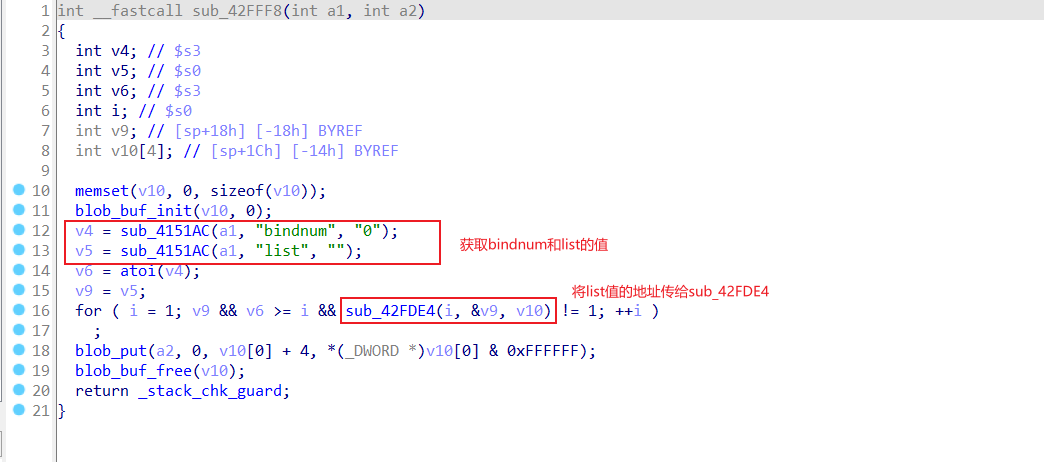 1 int __fastcall sub_42FFF8(int a1, int a2)
2 {
3 int v4; // $s3
4 int v5; // $s0
5 int v6; // $s3
6 int i; // $s0
7 int v9; // [sp+18h] [-18h] BYREF
8 int v10[4]; // [sp+1Ch] [-14h] BYREF
9
10 memset(v10, 0, sizeof(v10));
11 blob_buf_init(v10, 0);
12 v4 = sub_4151AC(a1, "bindnum", "0");
13 v5 = sub_4151AC(a1, "list", "");
获取bindnum和list的值
14 v6 = atoi(v4);
15 v9 = v5;
将list值的地址传给sub_42FDE4
16 for ( i = 1; v9 && v6 >= i && sub_42FDE4(i, &v9, v10) != 1; ++i )
17 ;
18 blob_put(a2, 0, v10[0] + 4, *(_DWORD *)v10[0] & 0xFFFFFF);
19 blob_buf_free(v10);
20 return _stack_chk_guard;
21 }